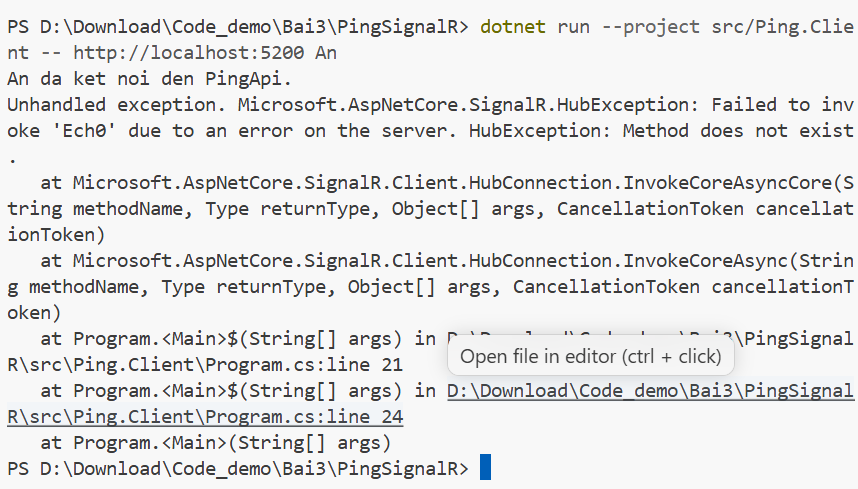 PS D:\Download\Code_demo\Bai3\PingSignalR> dotnet run --project src/Ping.Clie
nt -- http://localhost:5200 An
An da ket noi den PingApi.
Unhandled exception. Microsoft.AspNetCore.SignalR.HubException: Failed to inv
oke 'Ech0' due to an error on the server. HubException: Method does not exist
.
   at Microsoft.AspNetCore.SignalR.Client.HubConnection.InvokeCoreAsyncCore(S
tring methodName, Type returnType, Object[] args, CancellationToken cancellat
ionToken)
   at Microsoft.AspNetCore.SignalR.Client.HubConnection.InvokeCoreAsync(Strin
g methodName, Type returnType, Object[] args, CancellationToken cancellationT
oken)
   at Program.<Main>$(String[] args) in D:\Download\Code_demo\Bai3\PingSignal
R\src\Ping.Client\Program.cs:line 21
Open file in editor (ctrl + click)
   at Program.<Main>$(String[] args) in D:\Download\Code_demo\Bai3\PingSignal
R\src\Ping.Client\Program.cs:line 24
   at Program.<Main>(String[] args)
PS D:\Download\Code_demo\Bai3\PingSignalR>